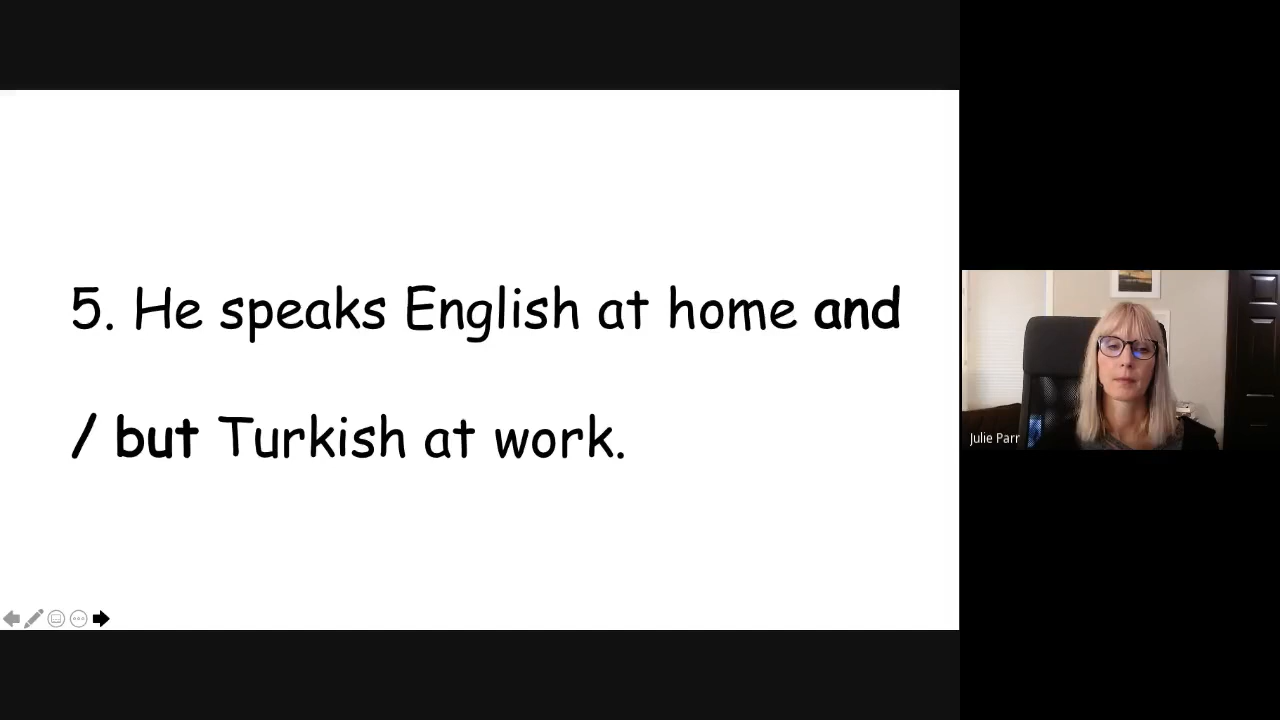 5. He speaks English at home and
/ but Turkish at work.
Julie Parr